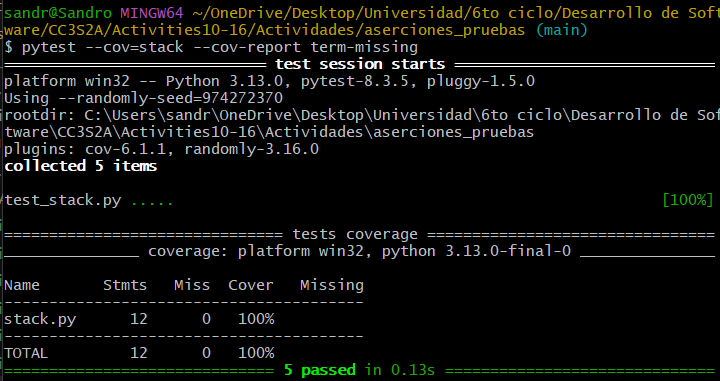 sandr@Sandro MINGW64 ~/OneDrive/Desktop/Universidad/6to ciclo/Desarrollo de Soft
ware/CC3S2A/Activities10-16/Actividades/aserciones_pruebas (main)
$ pytest --cov=stack --cov-report term-missing
============================= test session starts =============================
platform win32 -- Python 3.13.0, pytest-8.3.5, pluggy-1.5.0
Using --randomly-seed=974272370
rootdir: C:\Users\sandr\OneDrive\Desktop\Universidad\6to ciclo\Desarrollo de Sof
tware\CC3S2A\Activities10-16\Actividades\aserciones_pruebas
plugins: cov-6.1.1, randomly-3.16.0
collected 5 items
test_stack.py ..... [100%]
=============================== tests coverage ================================
_______________ coverage: platform win32, python 3.13.0-final-0 _______________
Name       Stmts   Miss  Cover   Missing
----------------------------------------
stack.py      12      0   100%
----------------------------------------
TOTAL         12      0   100%
============================== 5 passed in 0.13s ==============================